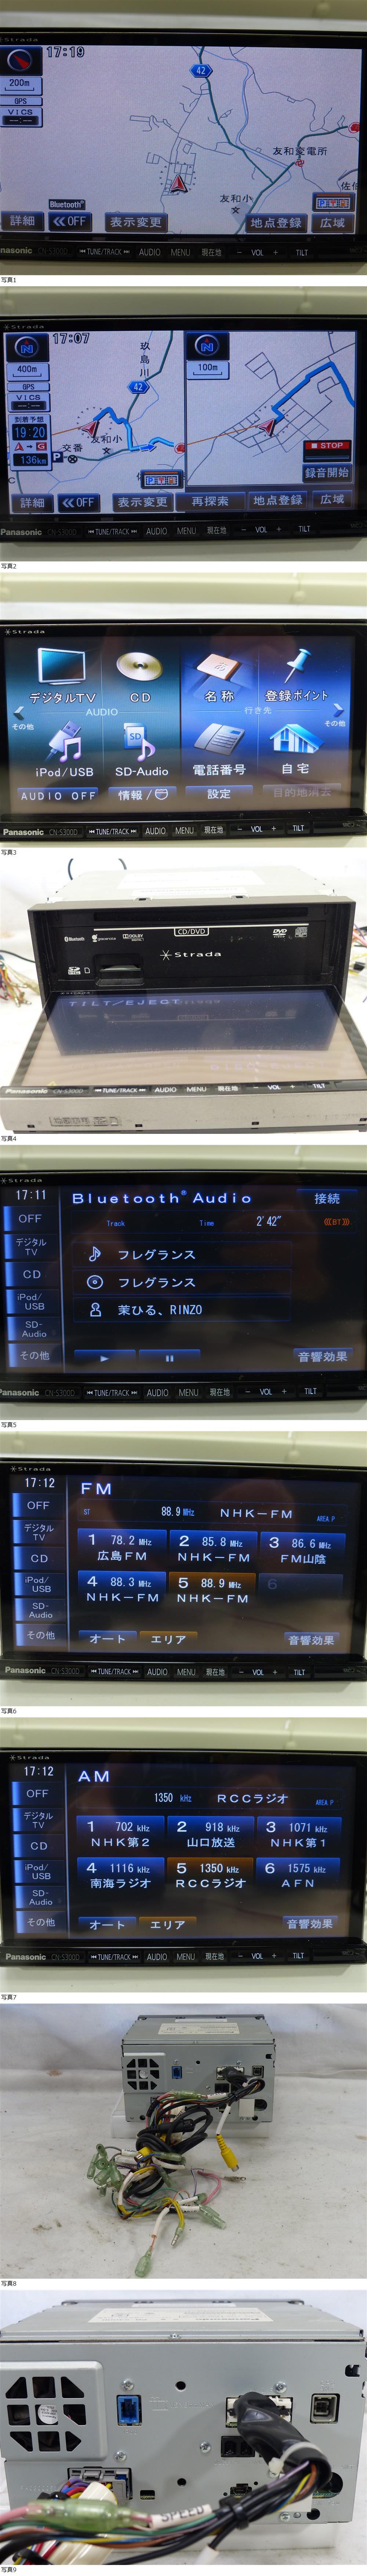 Strada
17:19
42
200m
GPS
VICS
--:--
友和変電所
友和小
佐伯
Bluetooth
詳細
≪OFF
表示変更
地点登録
広域
Panasonic CN-S300D TUNE/TRACK AUDIO MENU 現在地 - VOL + TILT
写真1
Strada
17:07
玖島川
400m
100m
GPS
VICS
--:--
42
到着予想
19:20
A→G
136km
交番
友和小
P
STOP
録音開始
詳細
≪OFF
表示変更
再探索
地点登録
広域
Panasonic CN-S300D TUNE/TRACK AUDIO MENU 現在地 - VOL + TILT
写真2
Strada
デジタルTV
CD
名称
登録ポイント
AUDIO
行き先
その他
その他
iPod/USB
SD-Audio
電話番号
自宅
AUDIO OFF
情報/
設定
目的地消去
Panasonic CN-S300D TUNE/TRACK AUDIO MENU 現在地 - VOL + TILT
写真3
Bluetooth
gracenote
DOLBY
CD/DVD
DVD
Strada
SD
TILT/EJECT
Panasonic CN-S300D TUNE/TRACK AUDIO MENU 現在地 - VOL + TILT
写真4
Strada
17:11
Bluetooth® Audio
接続
OFF
Track
Time
2'42"
BT
デジタルTV
フレグランス
CD
フレグランス
iPod/USB
茉ひる、RINZO
SD-Audio
その他
音響効果
Panasonic CN-S300D TUNE/TRACK AUDIO MENU 現在地 - VOL + TILT
写真5
Strada
17:12
FM
OFF
ST
88.9 MHz
NHK-FM
AREA P
デジタルTV
1 78.2 MHz 広島FM
2 85.8 MHz NHK-FM
3 86.6 MHz FM山陰
CD
iPod/USB
4 88.3 MHz NHK-FM
5 88.9 MHz NHK-FM
6
SD-Audio
その他
オート
エリア
音響効果
Panasonic CN-S300D TUNE/TRACK AUDIO MENU 現在地 - VOL + TILT
写真6
Strada
17:12
AM
OFF
1350 kHz
RCCラジオ
AREA P
デジタルTV
1 702 kHz NHK第2
2 918 kHz 山口放送
3 1071 kHz NHK第1
CD
iPod/USB
4 1116 kHz 南海ラジオ
5 1350 kHz RCCラジオ
6 1575 kHz AFN
SD-Audio
その他
オート
エリア
音響効果
Panasonic CN-S300D TUNE/TRACK AUDIO MENU 現在地 - VOL + TILT
写真7
写真8
SPEED
写真9